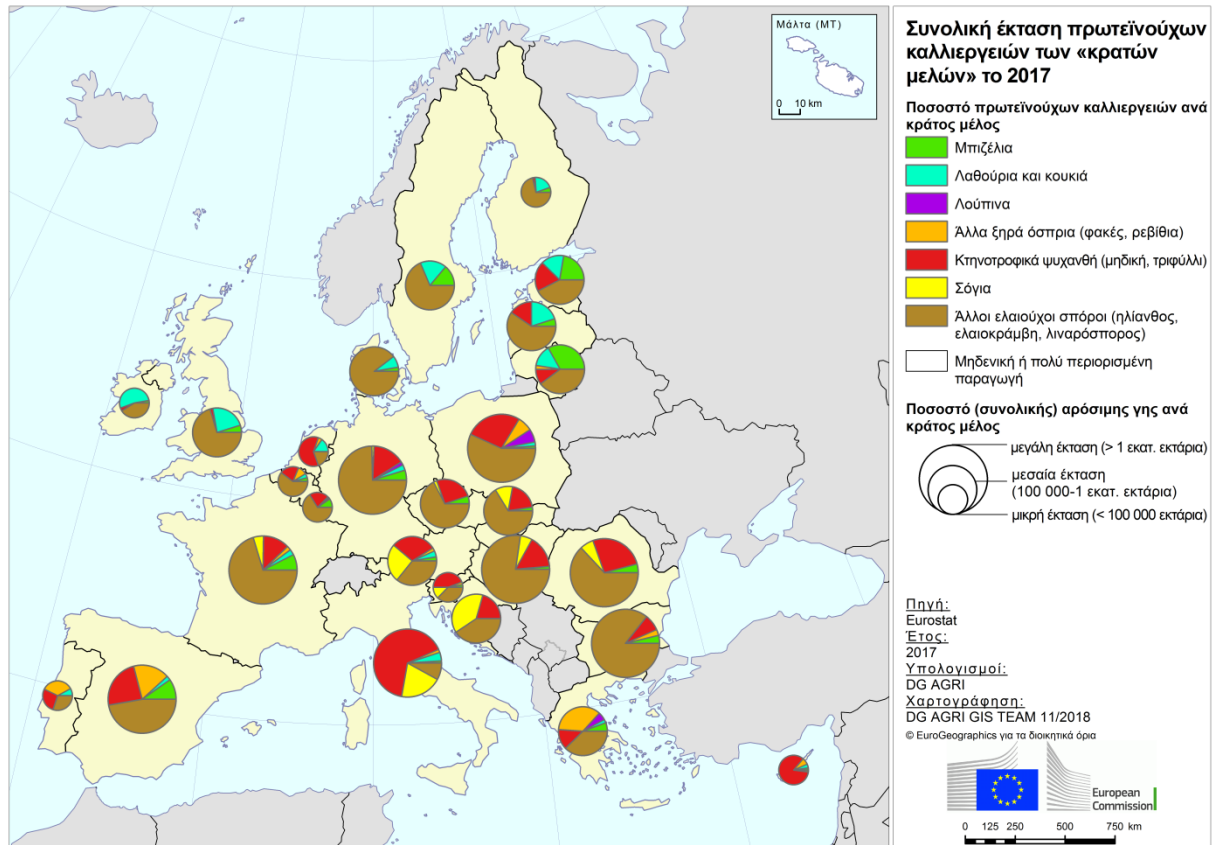 Μάλτα (MT)
0 10 km
Συνολική έκταση πρωτεϊνούχων
καλλιεργειών των «κρατών
μελών» το 2017
Ποσοστό πρωτεϊνούχων καλλιεργειών ανά
κράτος μέλος
Μπιζέλια
Λαθούρια και κουκιά
Λούπινα
Άλλα ξηρά όσπρια (φακές, ρεβίθια)
Κτηνοτροφικά ψυχανθή (μηδική, τριφύλλι)
Σόγια
Άλλοι ελαιούχοι σπόροι (ηλίανθος,
ελαιοκράμβη, λιναρόσπορος)
Μηδενική ή πολύ περιορισμένη
παραγωγή
Ποσοστό (συνολικής) αρόσιμης γης ανά
κράτος μέλος
μεγάλη έκταση (> 1 εκατ. εκτάρια)
μεσαία έκταση
(100 000-1 εκατ. εκτάρια)
μικρή έκταση (< 100 000 εκτάρια)
Πηγή:
Eurostat
Έτος:
2017
Υπολογισμοί:
DG AGRI
Χαρτογράφηση:
DG AGRI GIS TEAM 11/2018
© EuroGeographics για τα διοικητικά όρια
European
Commission
0 125 250 500 750 km